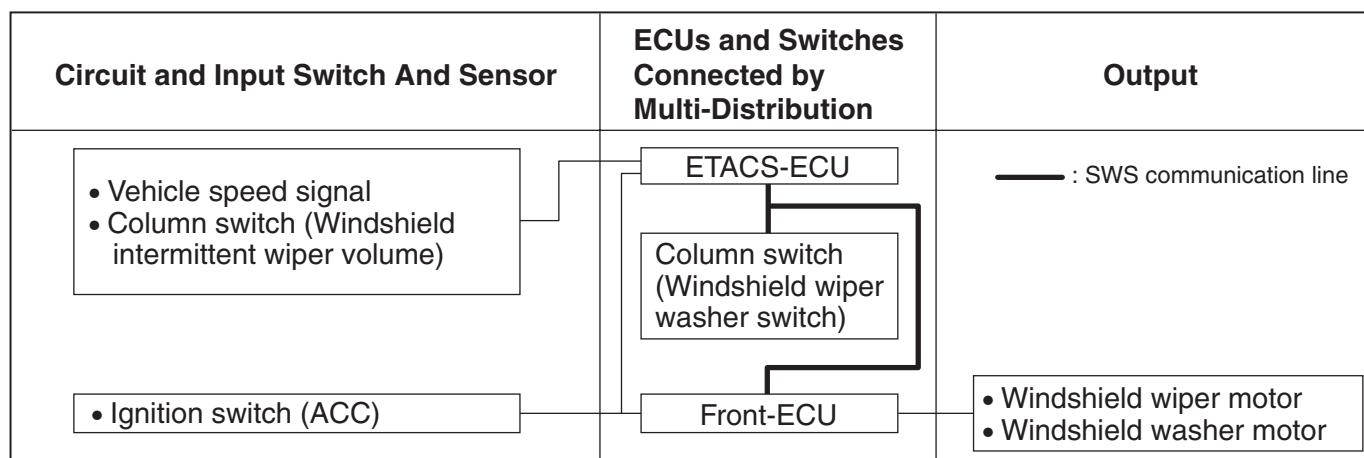 Circuit and Input Switch And Sensor
ECUs and Switches
Connected by
Multi-Distribution
Output
• Vehicle speed signal
• Column switch (Windshield
intermittent wiper volume)
ETACS-ECU
: SWS communication line
Column switch
(Windshield wiper
washer switch)
• Ignition switch (ACC)
Front-ECU
• Windshield wiper motor
• Windshield washer motor